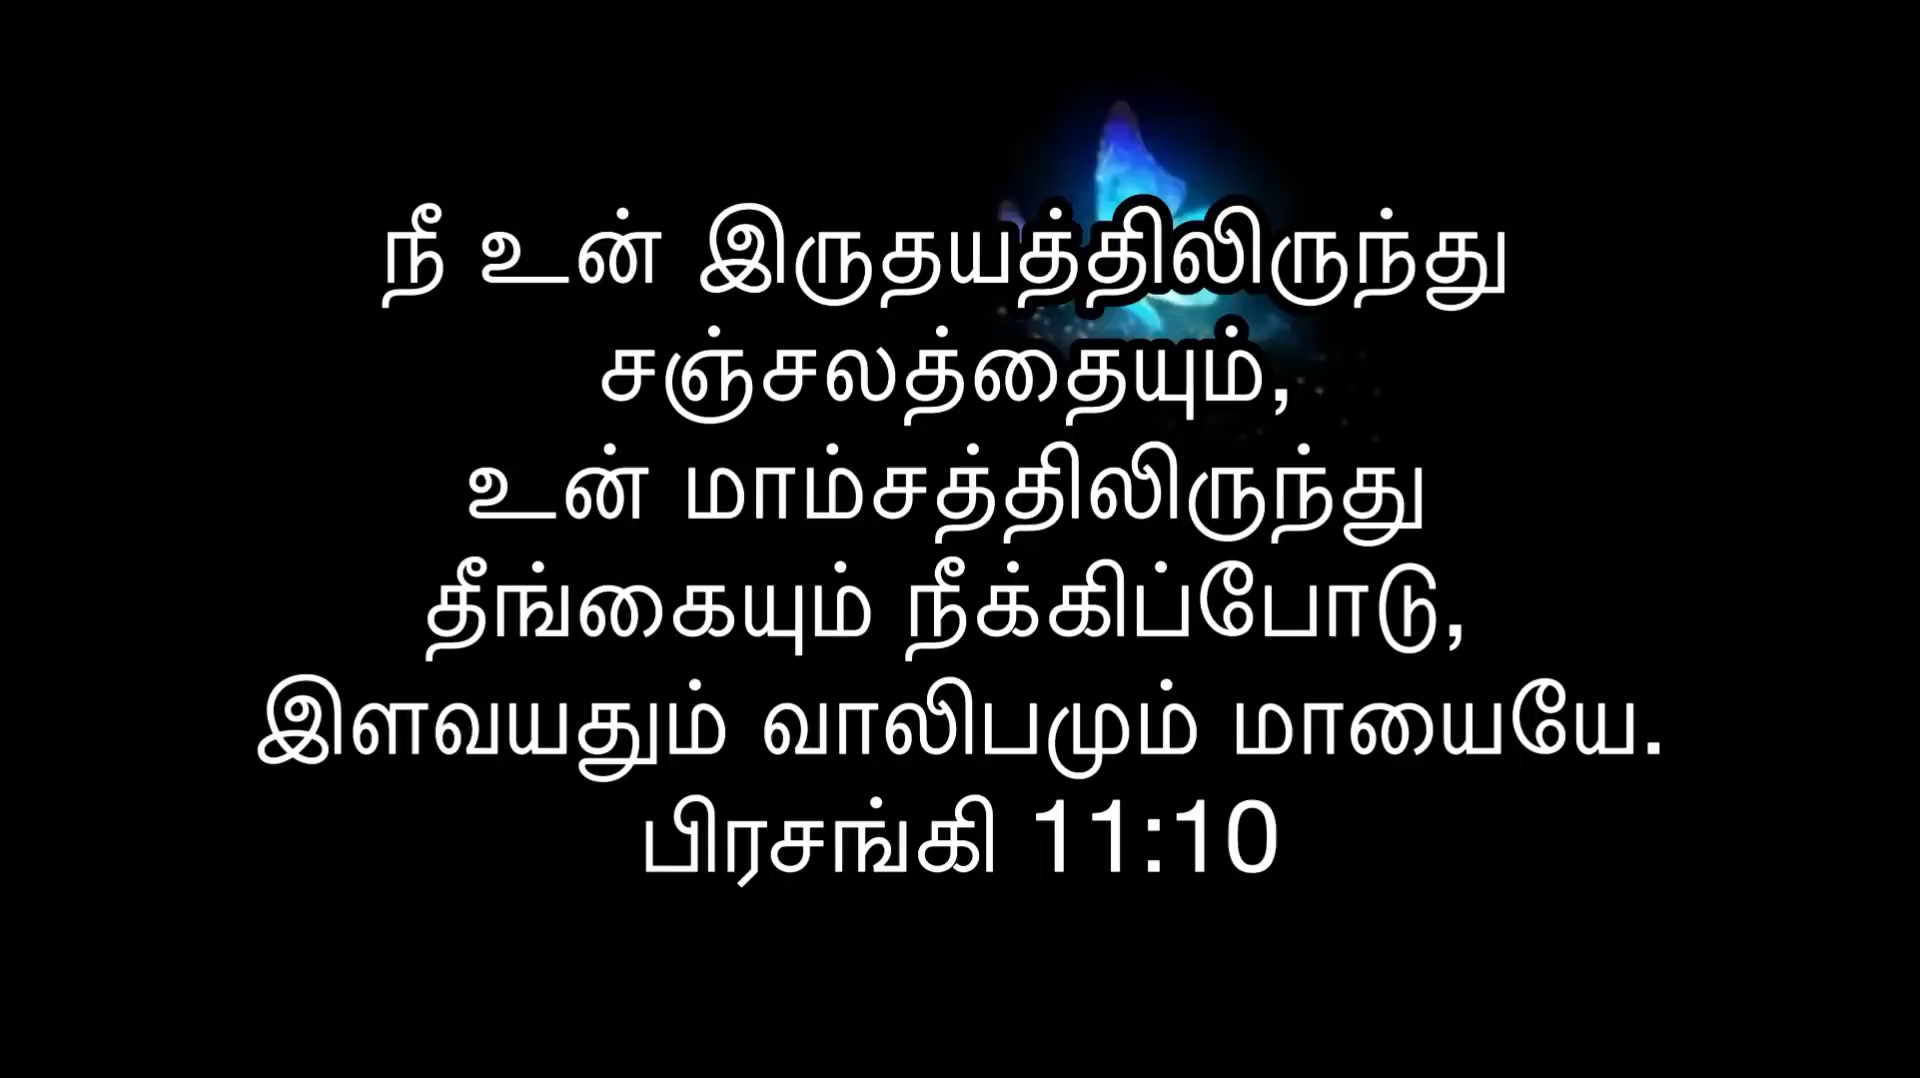 நீ உன் இருதயத்திலிருந்து
சஞ்சலத்தையும்,
உன் மாம்சத்திலிருந்து
தீங்கையும் நீக்கிப்போடு,
இளவயதும் வாலிபமும் மாயையே.
பிரசங்கி 11:10